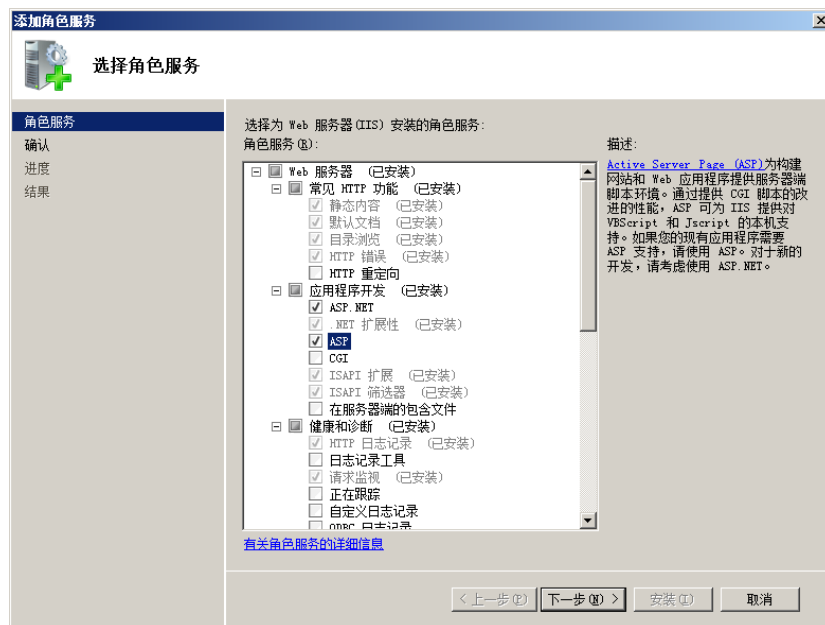 添加角色服务
选择角色服务
角色服务
确认
进度
结果
选择为 Web 服务器(IIS) 安装的角色服务:
角色服务(R):
Web 服务器 (已安装)
常见 HTTP 功能 (已安装)
静态内容 (已安装)
默认文档 (已安装)
目录浏览 (已安装)
HTTP 错误 (已安装)
HTTP 重定向
应用程序开发 (已安装)
ASP.NET
.NET 扩展性 (已安装)
ASP
CGI
ISAPI 扩展 (已安装)
ISAPI 筛选器 (已安装)
在服务器端的包含文件
健康和诊断 (已安装)
HTTP 日志记录 (已安装)
日志记录工具
请求监视 (已安装)
正在跟踪
自定义日志记录
ODBC 日志记录
有关角色服务的详细信息
描述:
Active Server Page (ASP)为构建
网站和 Web 应用程序提供服务器端
脚本环境。通过提供 CGI 脚本的改
进的性能,ASP 可为 IIS 提供对
VBScript 和 Jscript 的本机支
持。如果您的现有应用程序需要
ASP 支持,请使用 ASP。对于新的
开发,请考虑使用 ASP.NET。
< 上一步(P)
下一步(N) >
安装(I)
取消